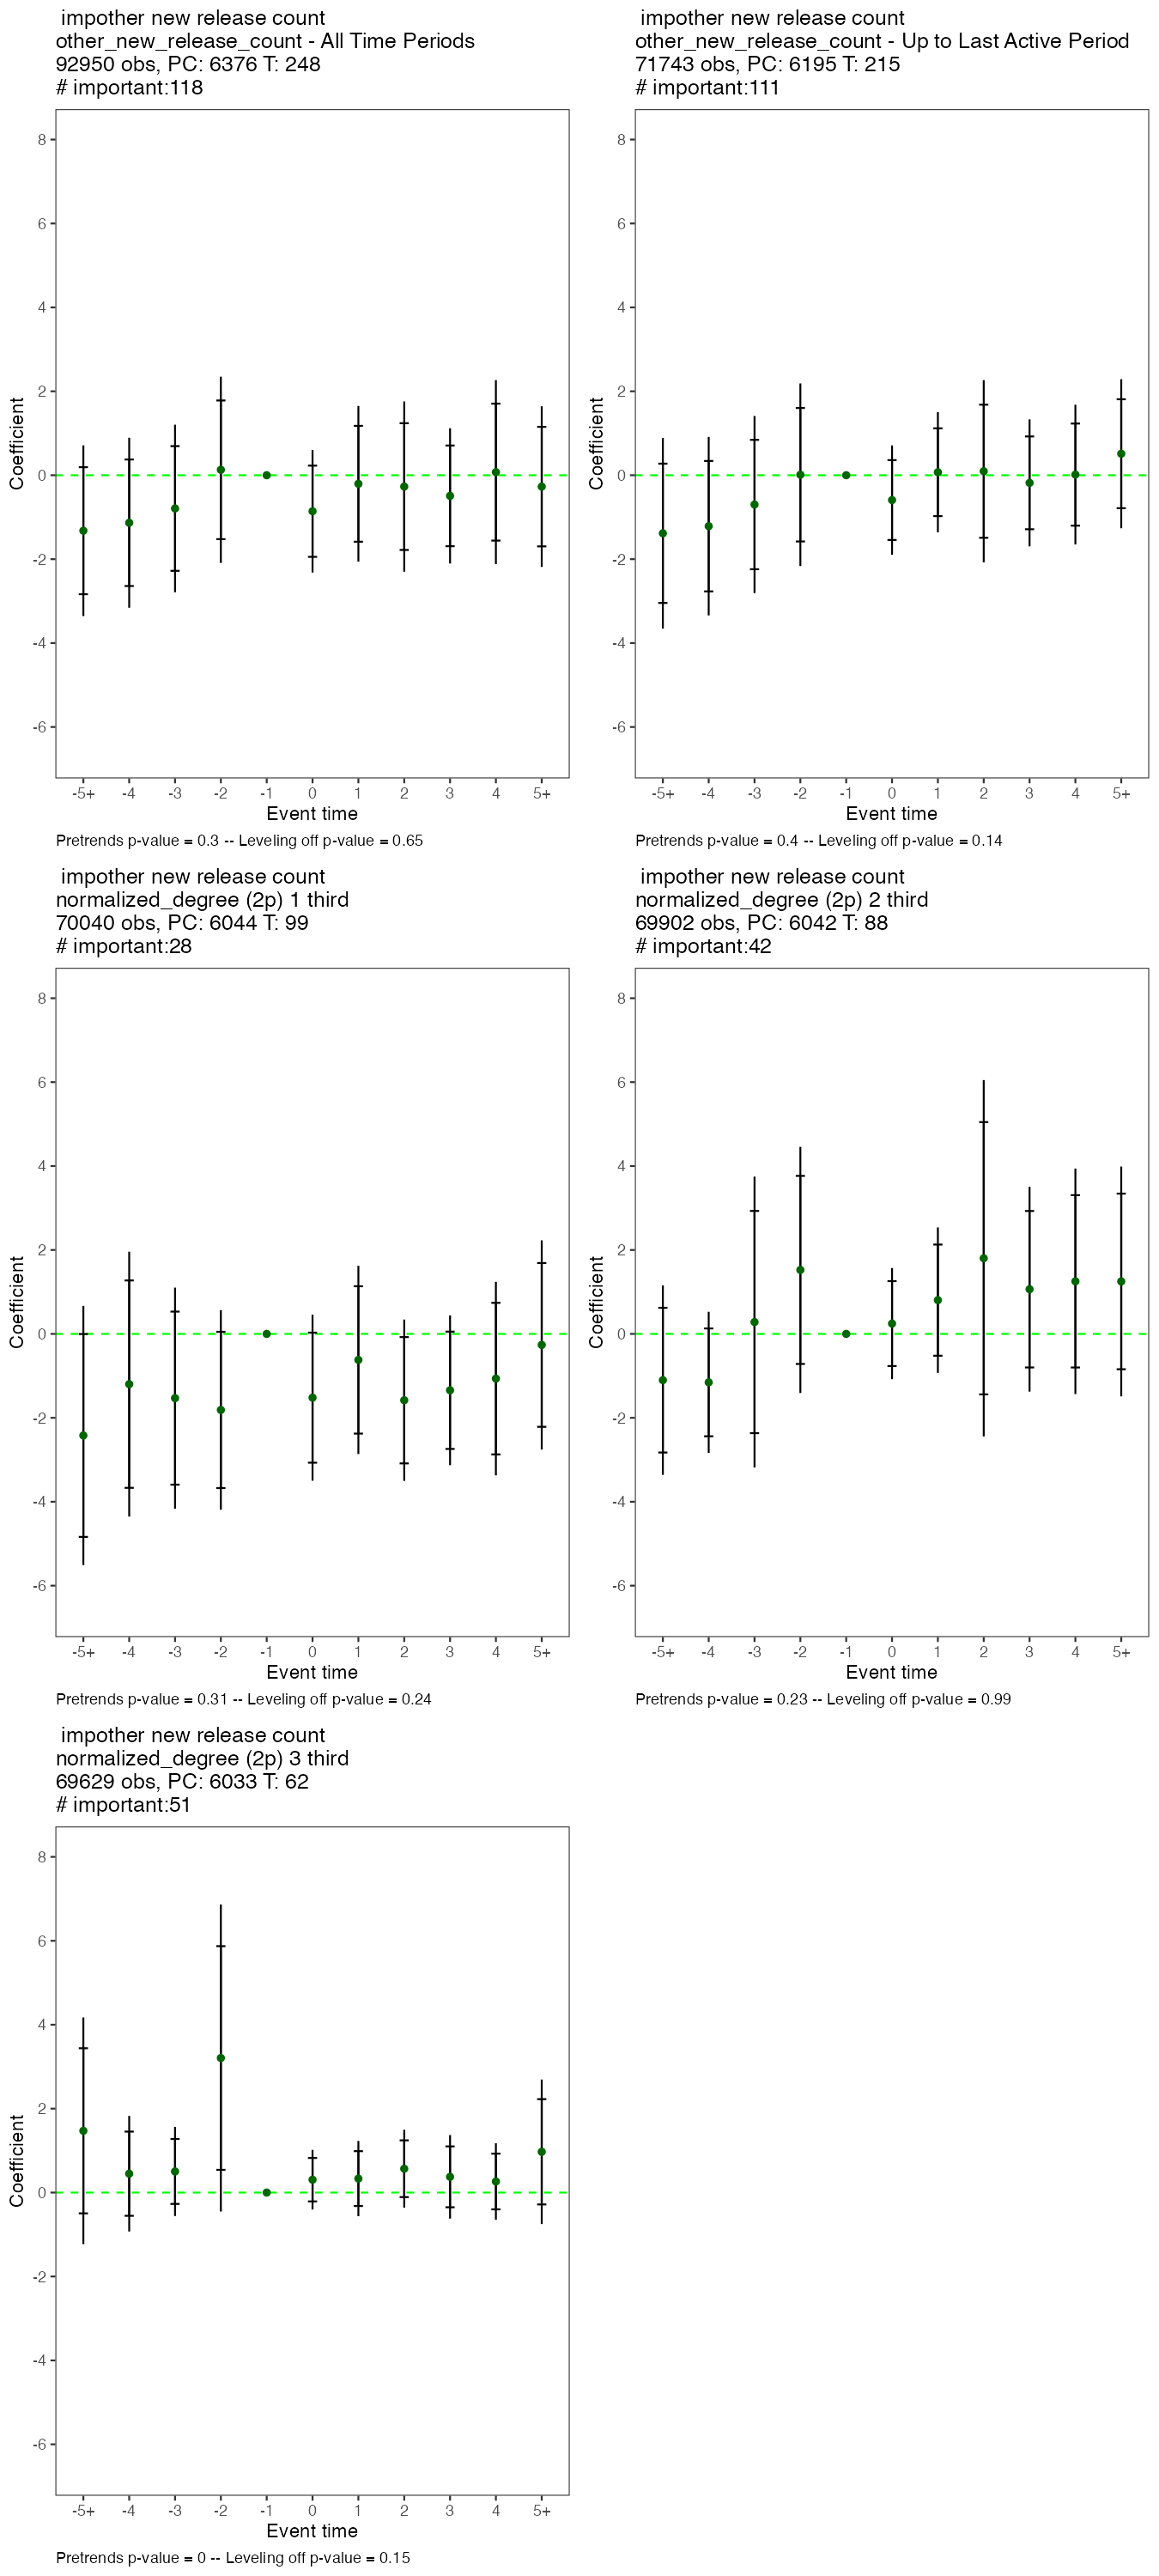 impother new release count
other_new_release_count - All Time Periods
92950 obs, PC: 6376 T: 248
# important:118
8
6
4
2
0
-2
-4
-6
Coefficient
-5+ -4 -3 -2 -1 0 1 2 3 4 5+
Event time
Pretrends p-value = 0.3 -- Leveling off p-value = 0.65
impother new release count
other_new_release_count - Up to Last Active Period
71743 obs, PC: 6195 T: 215
# important:111
8
6
4
2
0
-2
-4
-6
Coefficient
-5+ -4 -3 -2 -1 0 1 2 3 4 5+
Event time
Pretrends p-value = 0.4 -- Leveling off p-value = 0.14
impother new release count
normalized_degree (2p) 1 third
70040 obs, PC: 6044 T: 99
# important:28
8
6
4
2
0
-2
-4
-6
Coefficient
-5+ -4 -3 -2 -1 0 1 2 3 4 5+
Event time
Pretrends p-value = 0.31 -- Leveling off p-value = 0.24
impother new release count
normalized_degree (2p) 2 third
69902 obs, PC: 6042 T: 88
# important:42
8
6
4
2
0
-2
-4
-6
Coefficient
-5+ -4 -3 -2 -1 0 1 2 3 4 5+
Event time
Pretrends p-value = 0.23 -- Leveling off p-value = 0.99
impother new release count
normalized_degree (2p) 3 third
69629 obs, PC: 6033 T: 62
# important:51
8
6
4
2
0
-2
-4
-6
Coefficient
-5+ -4 -3 -2 -1 0 1 2 3 4 5+
Event time
Pretrends p-value = 0 -- Leveling off p-value = 0.15